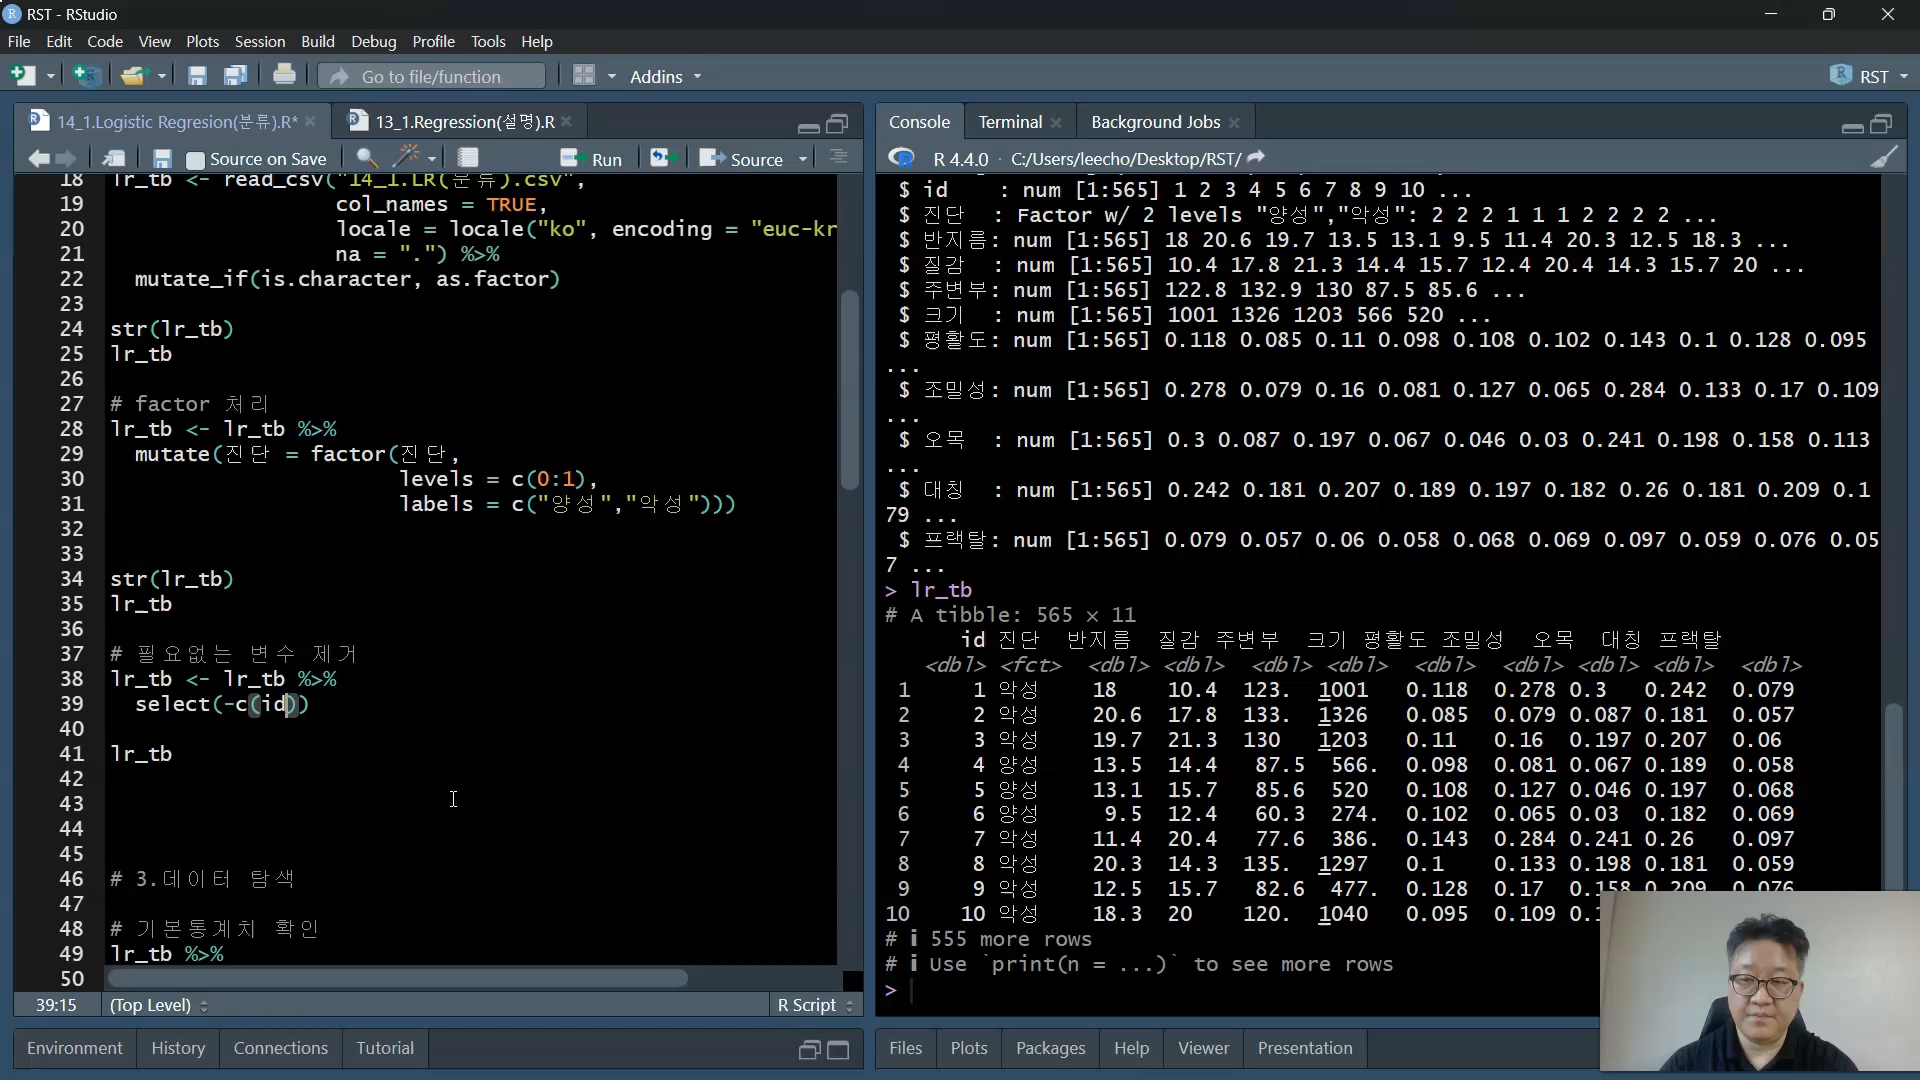 RST - RStudio
File Edit Code View Plots Session Build Debug Profile Tools Help
Go to file/function Addins RST
14_1.Logistic Regresion(분류).R* 13_1.Regression(설명).R
Source on Save Run Source
18 lr_tb <- read_csv("14_1.LR(분류).csv",
19 col_names = TRUE,
20 locale = locale("ko", encoding = "euc-kr
21 na = ".") %>%
22 mutate_if(is.character, as.factor)
23
24 str(lr_tb)
25 lr_tb
26
27 # factor 처리
28 lr_tb <- lr_tb %>%
29 mutate(진단 = factor(진단,
30 levels = c(0:1),
31 labels = c("양성","악성")))
32
33
34 str(lr_tb)
35 lr_tb
36
37 # 필요없는 변수 제거
38 lr_tb <- lr_tb %>%
39 select(-c(id))
40
41 lr_tb
42
43
44
45
46 # 3.데이터 탐색
47
48 # 기본통계치 확인
49 lr_tb %>%
50
39:15 (Top Level) R Script
Environment History Connections Tutorial
Console Terminal Background Jobs
R 4.4.0 · C:/Users/leecho/Desktop/RST/
$ id : num [1:565] 1 2 3 4 5 6 7 8 9 10 ...
$ 진단 : Factor w/ 2 levels "양성","악성": 2 2 2 1 1 1 2 2 2 2 ...
$ 반지름: num [1:565] 18 20.6 19.7 13.5 13.1 9.5 11.4 20.3 12.5 18.3 ...
$ 질감 : num [1:565] 10.4 17.8 21.3 14.4 15.7 12.4 20.4 14.3 15.7 20 ...
$ 주변부: num [1:565] 122.8 132.9 130 87.5 85.6 ...
$ 크기 : num [1:565] 1001 1326 1203 566 520 ...
$ 평활도: num [1:565] 0.118 0.085 0.11 0.098 0.108 0.102 0.143 0.1 0.128 0.095
...
$ 조밀성: num [1:565] 0.278 0.079 0.16 0.081 0.127 0.065 0.284 0.133 0.17 0.109
...
$ 오목 : num [1:565] 0.3 0.087 0.197 0.067 0.046 0.03 0.241 0.198 0.158 0.113
...
$ 대칭 : num [1:565] 0.242 0.181 0.207 0.189 0.197 0.182 0.26 0.181 0.209 0.1
79 ...
$ 프랙탈: num [1:565] 0.079 0.057 0.06 0.058 0.068 0.069 0.097 0.059 0.076 0.05
7 ...
> lr_tb
# A tibble: 565 × 11
id 진단 반지름 질감 주변부 크기 평활도 조밀성 오목 대칭 프랙탈
<dbl> <fct> <dbl> <dbl> <dbl> <dbl> <dbl> <dbl> <dbl> <dbl> <dbl>
1 1 악성 18 10.4 123. 1001 0.118 0.278 0.3 0.242 0.079
2 2 악성 20.6 17.8 133. 1326 0.085 0.079 0.087 0.181 0.057
3 3 악성 19.7 21.3 130 1203 0.11 0.16 0.197 0.207 0.06
4 4 양성 13.5 14.4 87.5 566. 0.098 0.081 0.067 0.189 0.058
5 5 양성 13.1 15.7 85.6 520 0.108 0.127 0.046 0.197 0.068
6 6 양성 9.5 12.4 60.3 274. 0.102 0.065 0.03 0.182 0.069
7 7 악성 11.4 20.4 77.6 386. 0.143 0.284 0.241 0.26 0.097
8 8 악성 20.3 14.3 135. 1297 0.1 0.133 0.198 0.181 0.059
9 9 악성 12.5 15.7 82.6 477. 0.128 0.17 0.158 0.209 0.076
10 10 악성 18.3 20 120. 1040 0.095 0.109 0.1
# ℹ 555 more rows
# ℹ Use `print(n = ...)` to see more rows
>
Files Plots Packages Help Viewer Presentation